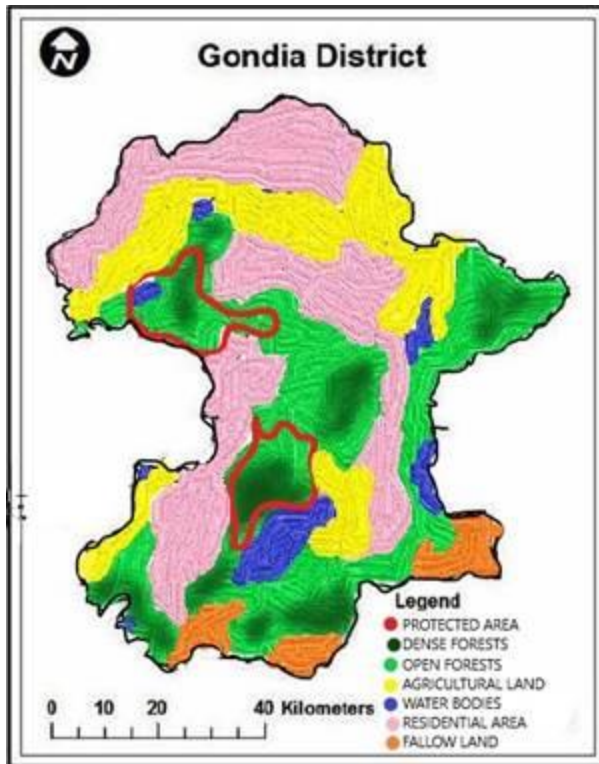 N
Gondia District
Legend
PROTECTED AREA
DENSE FORESTS
OPEN FORESTS
AGRICULTURAL LAND
WATER BODIES
RESIDENTIAL AREA
FALLOW LAND
0 20 40 Kilometers